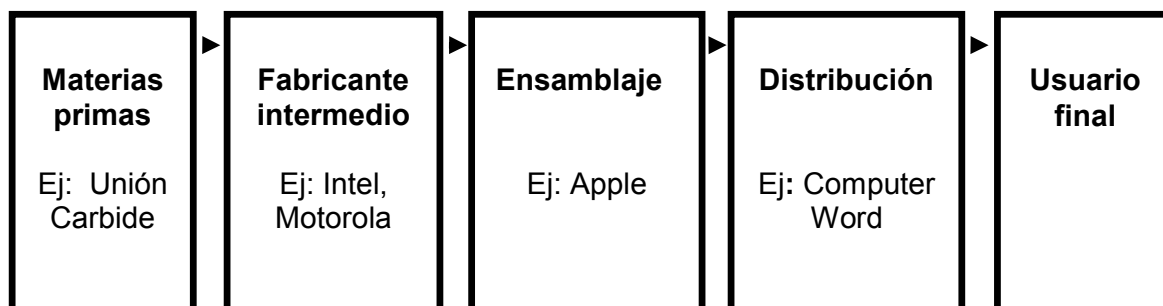 Materias
primas
Ej: Unión
Carbide
Fabricante
intermedio
Ej: Intel,
Motorola
Ensamblaje
Ej: Apple
Distribución
Ej: Computer
Word
Usuario
final